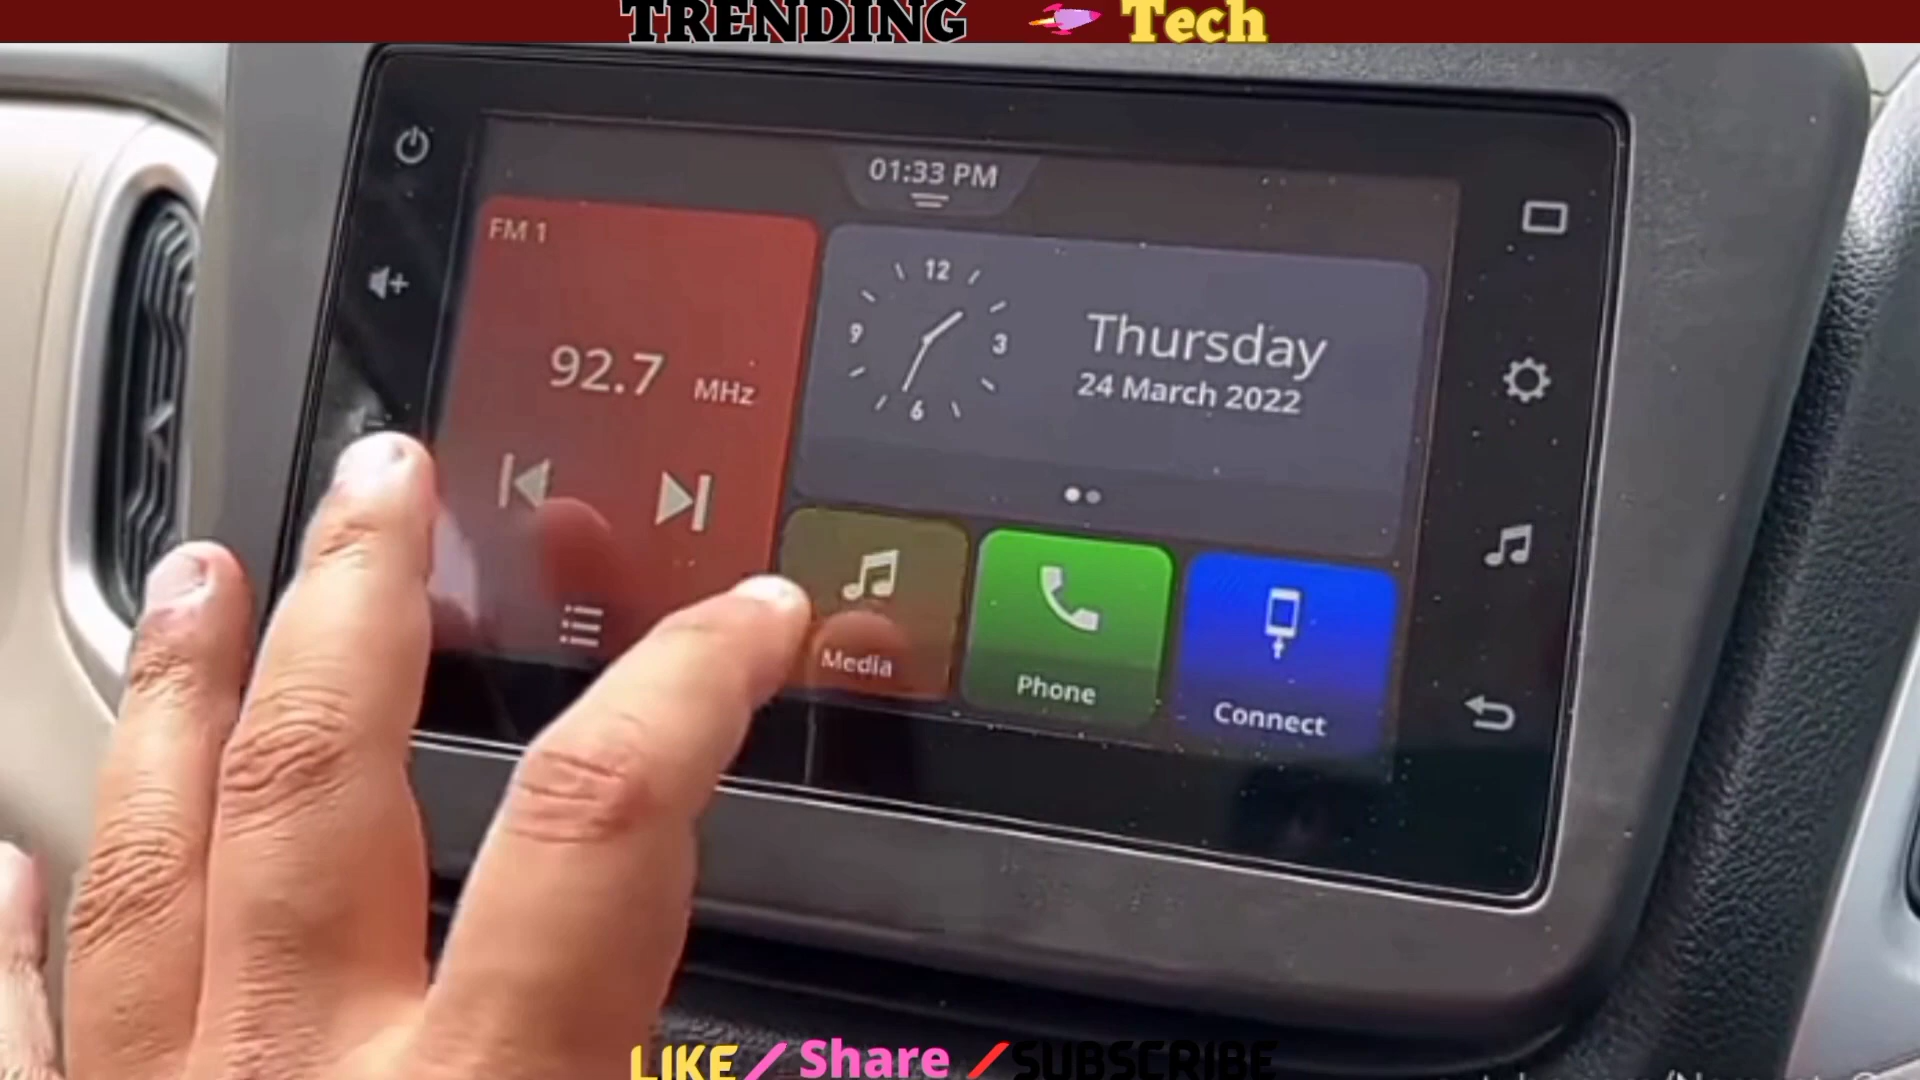 TRENDING Tech
01:33 PM
FM 1
92.7 MHz
12
9
3
6
Thursday
24 March 2022
Media
Phone
Connect
LIKE/Share/SUBSCRIBE